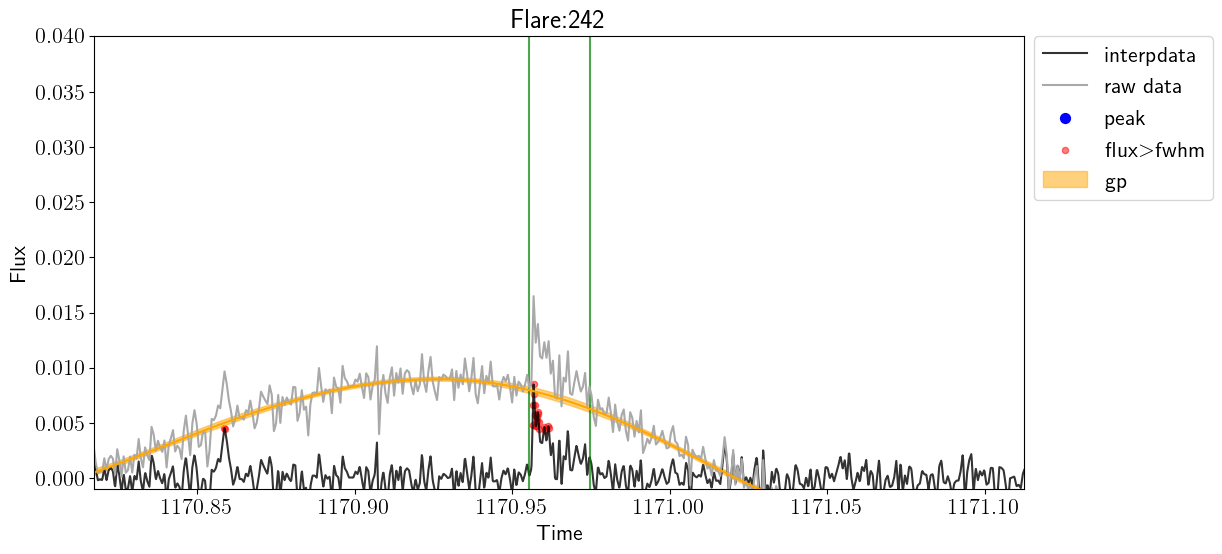 Flare:242
0.040
0.035
0.030
0.025
0.020
0.015
0.010
0.005
0.000
Flux
1170.85 1170.90 1170.95 1171.00 1171.05 1171.10
Time
interpdata
raw data
peak
flux>fwhm
gp